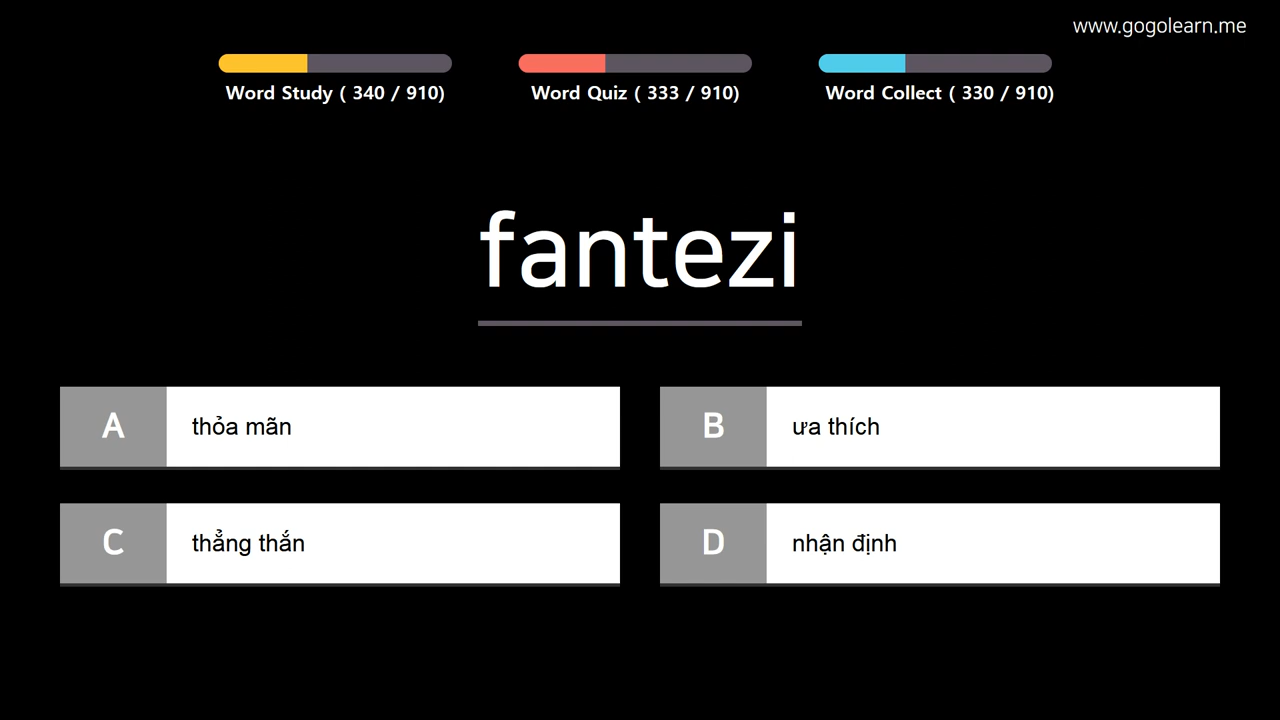 www.gogolearn.me
Word Study ( 340 / 910)
Word Quiz ( 333 / 910)
Word Collect ( 330 / 910)
fantezi
A thỏa mãn
B ưa thích
C thẳng thắn
D nhận định